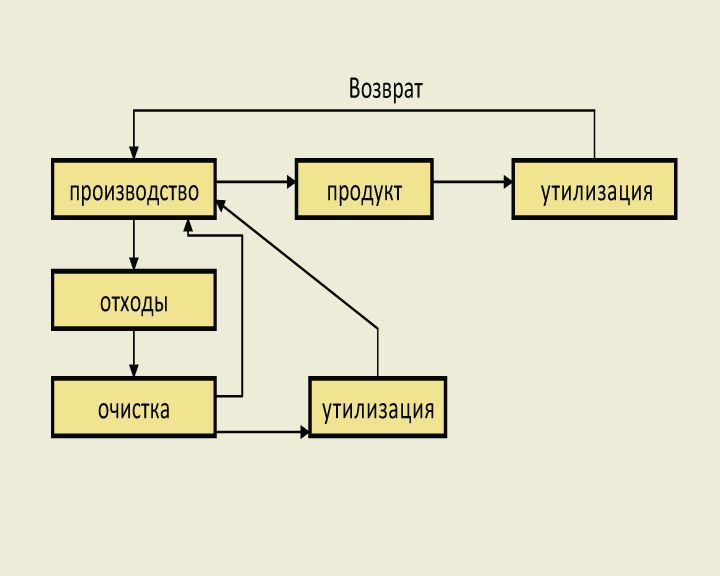 Возврат
производство
продукт
утилизация
отходы
очистка
утилизация